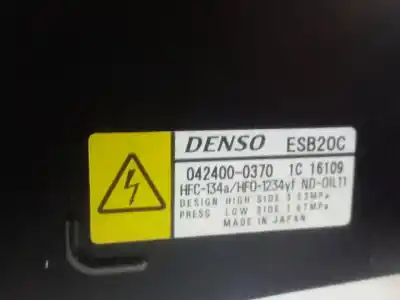 DENSO ESB20C
042400-0370 1C 16109
HFC-134a/HFO-1234yf ND-OIL11
DESIGN HIGH SIDE 3.53MPa
PRESS LOW SIDE 1.67MPa
MADE IN JAPAN